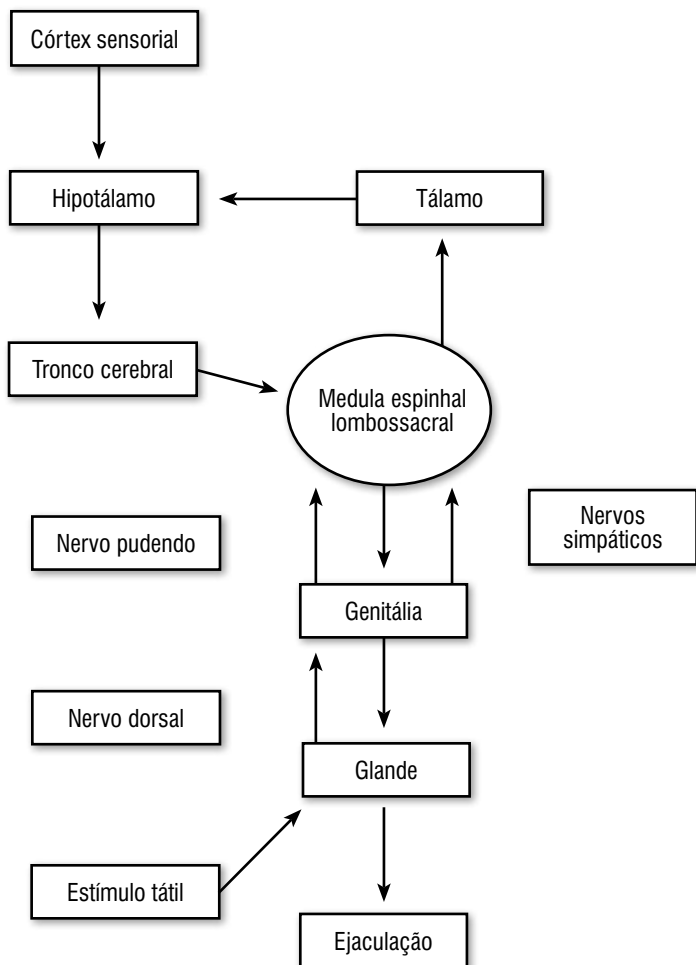 Córtex sensorial
Hipotálamo
Tálamo
Tronco cerebral
Medula espinhal
lombossacral
Nervo pudendo
Nervos
simpáticos
Genitália
Nervo dorsal
Glande
Estímulo tátil
Ejaculação